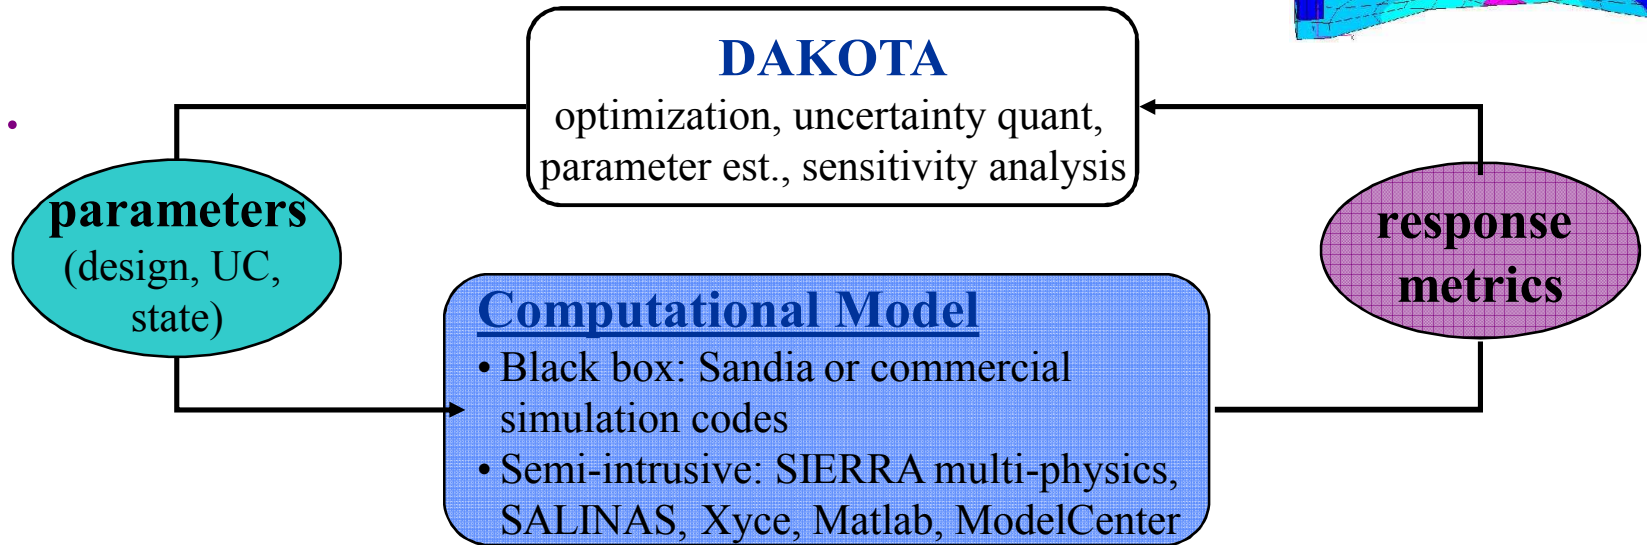 DAKOTA
optimization, uncertainty quant,
parameter est., sensitivity analysis
parameters
(design, UC,
state)
response
metrics
Computational Model
• Black box: Sandia or commercial
simulation codes
• Semi-intrusive: SIERRA multi-physics,
SALINAS, Xyce, Matlab, ModelCenter